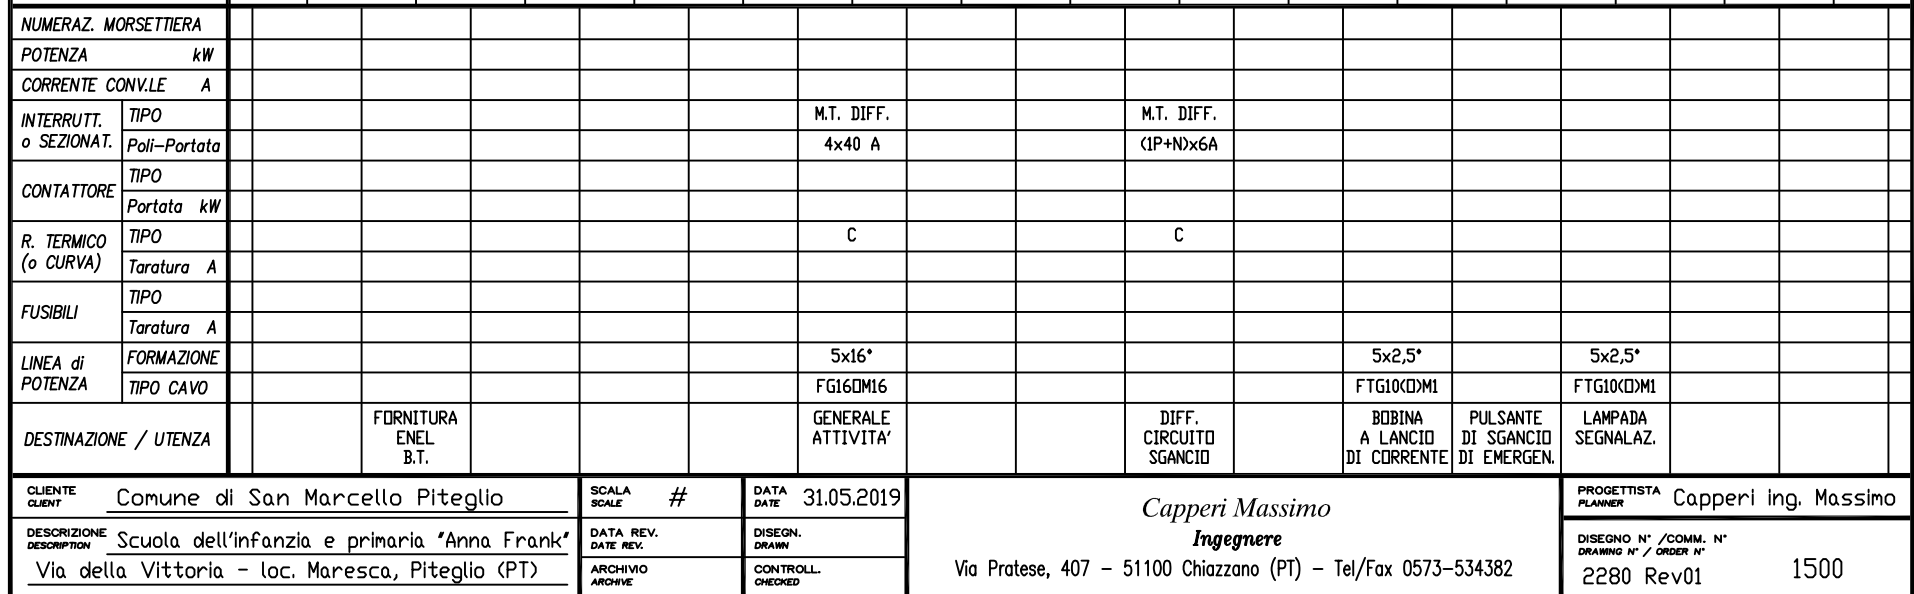 NUMERAZ. MORSETTIERA
POTENZA kW
CORRENTE CONV.LE A
INTERRUTT. o SEZIONAT.
TIPO M.T. DIFF. M.T. DIFF.
Poli-Portata 4x40 A (1P+N)x6A
CONTATTORE
TIPO
Portata kW
R. TERMICO (o CURVA)
TIPO C C
Taratura A
FUSIBILI
TIPO
Taratura A
LINEA di POTENZA
FORMAZIONE 5x16* 5x2,5* 5x2,5*
TIPO CAVO FG16OM16 FTG10(O)M1 FTG10(O)M1
DESTINAZIONE / UTENZA
FORNITURA
ENEL
B.T.
GENERALE
ATTIVITA'
DIFF.
CIRCUITO
SGANCIO
BOBINA
A LANCIO
DI CORRENTE
PULSANTE
DI SGANCIO
DI EMERGEN.
LAMPADA
SEGNALAZ.
CLIENTE
CLIENT
Comune di San Marcello Piteglio
DESCRIZIONE
DESCRIPTION
Scuola dell'infanzia e primaria "Anna Frank"
Via della Vittoria - loc. Maresca, Piteglio (PT)
SCALA
SCALE
#
DATA REV.
DATE REV.
ARCHIVIO
ARCHIVE
DATA
DATE
31.05.2019
DISEGN.
DRAWN
CONTROLL.
CHECKED
Capperi Massimo
Ingegnere
Via Pratese, 407 - 51100 Chiazzano (PT) - Tel/Fax 0573-534382
PROGETTISTA
PLANNER
Capperi ing. Massimo
DISEGNO N° /COMM. N°
DRAWING N° / ORDER N°
2280 Rev01 1500